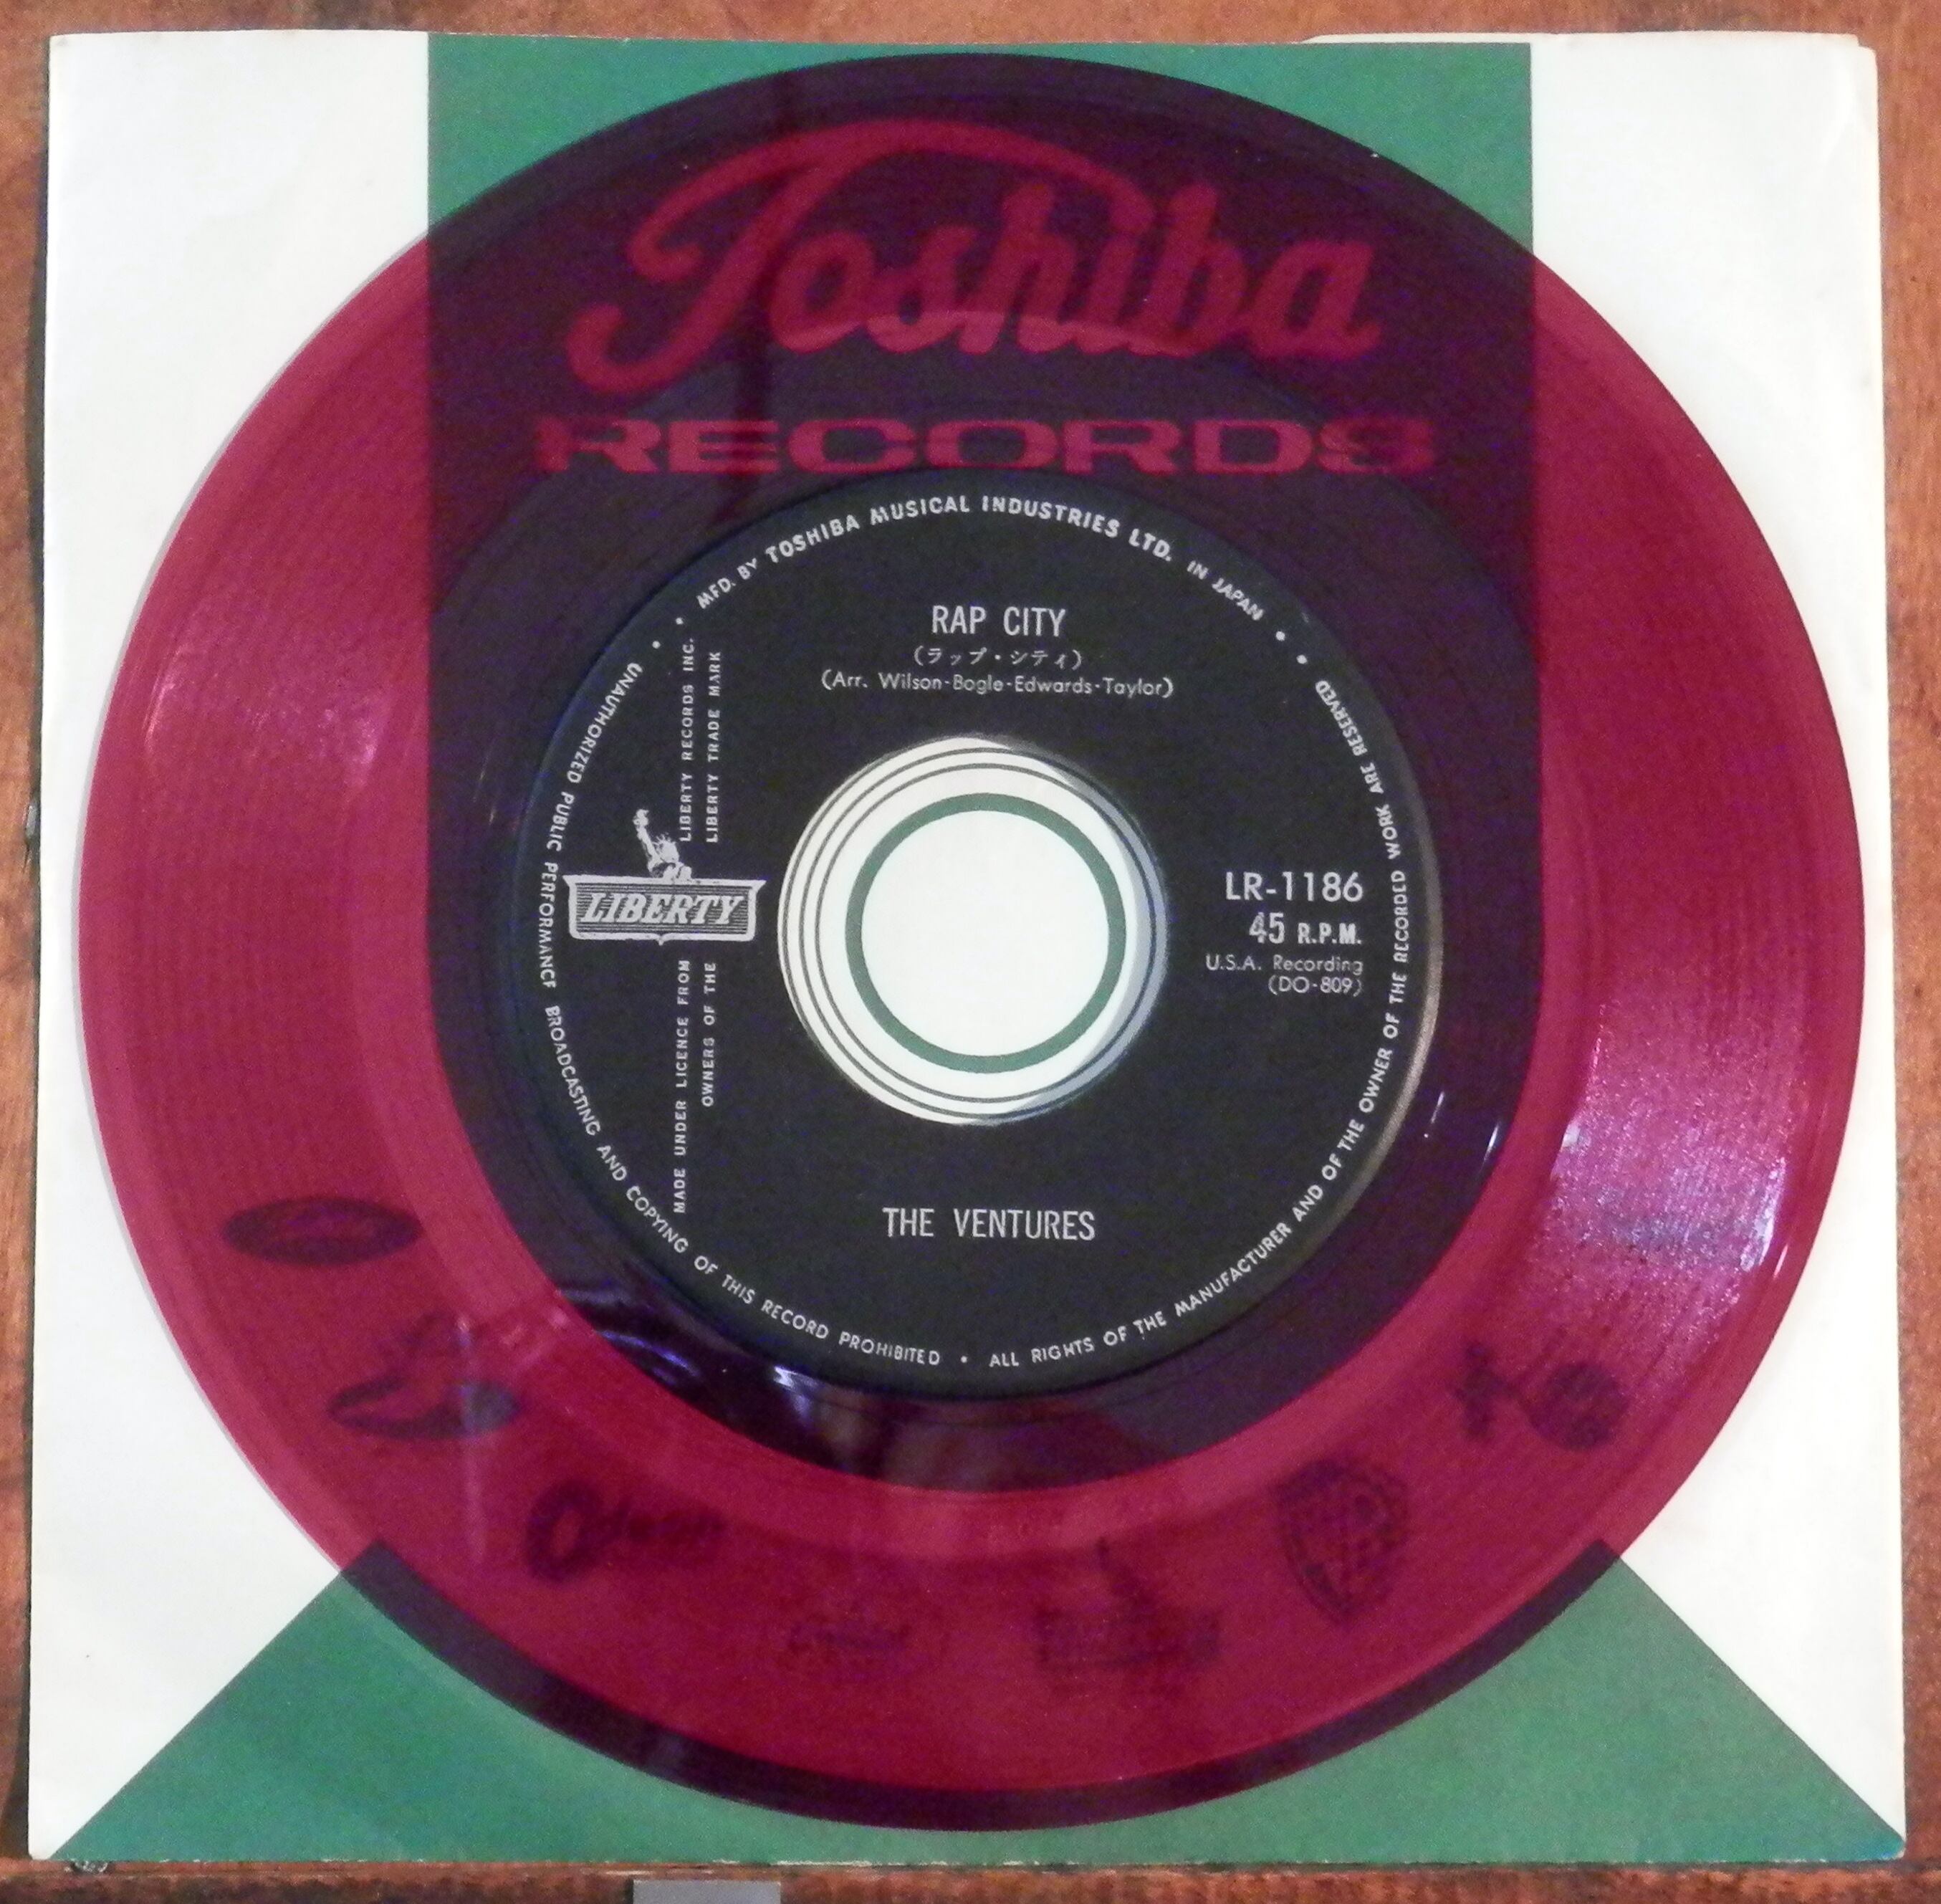 Toshiba
RECORDS
MFD. BY TOSHIBA MUSICAL INDUSTRIES LTD. IN JAPAN
RAP CITY
(ラップ・シティ)
(Arr. Wilson-Bogle-Edwards-Taylor)
LIBERTY RECORDS INC.
LIBERTY TRADE MARK
LIBERTY
MADE UNDER LICENCE FROM
OWNERS OF THE
LR-1186
45 R.P.M.
U.S.A. Recording
(DO-809)
THE VENTURES
UNAUTHORIZED PUBLIC PERFORMANCE BROADCASTING AND COPYING OF THIS RECORD PROHIBITED • ALL RIGHTS OF THE MANUFACTURER AND OF THE OWNER OF THE RECORDED WORK ARE RESERVED
Odeon